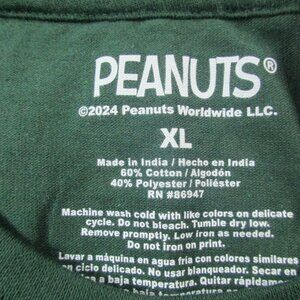 PEANUTS®
©2024 Peanuts Worldwide LLC.
XL
Made in India / Hecho en India
60% Cotton / Algodón
40% Polyester / Poliéster
RN #86947
Machine wash cold with like colors on delicate
cycle. Do not bleach. Tumble dry low.
Remove promptly. Low iron as needed.
Do not iron on print.
Lavar a máquina en agua fría con colores similares
en ciclo delicado. No usar blanqueador. Secar en
a baja temperatura. Quitar rápidamente
a baja temperatura